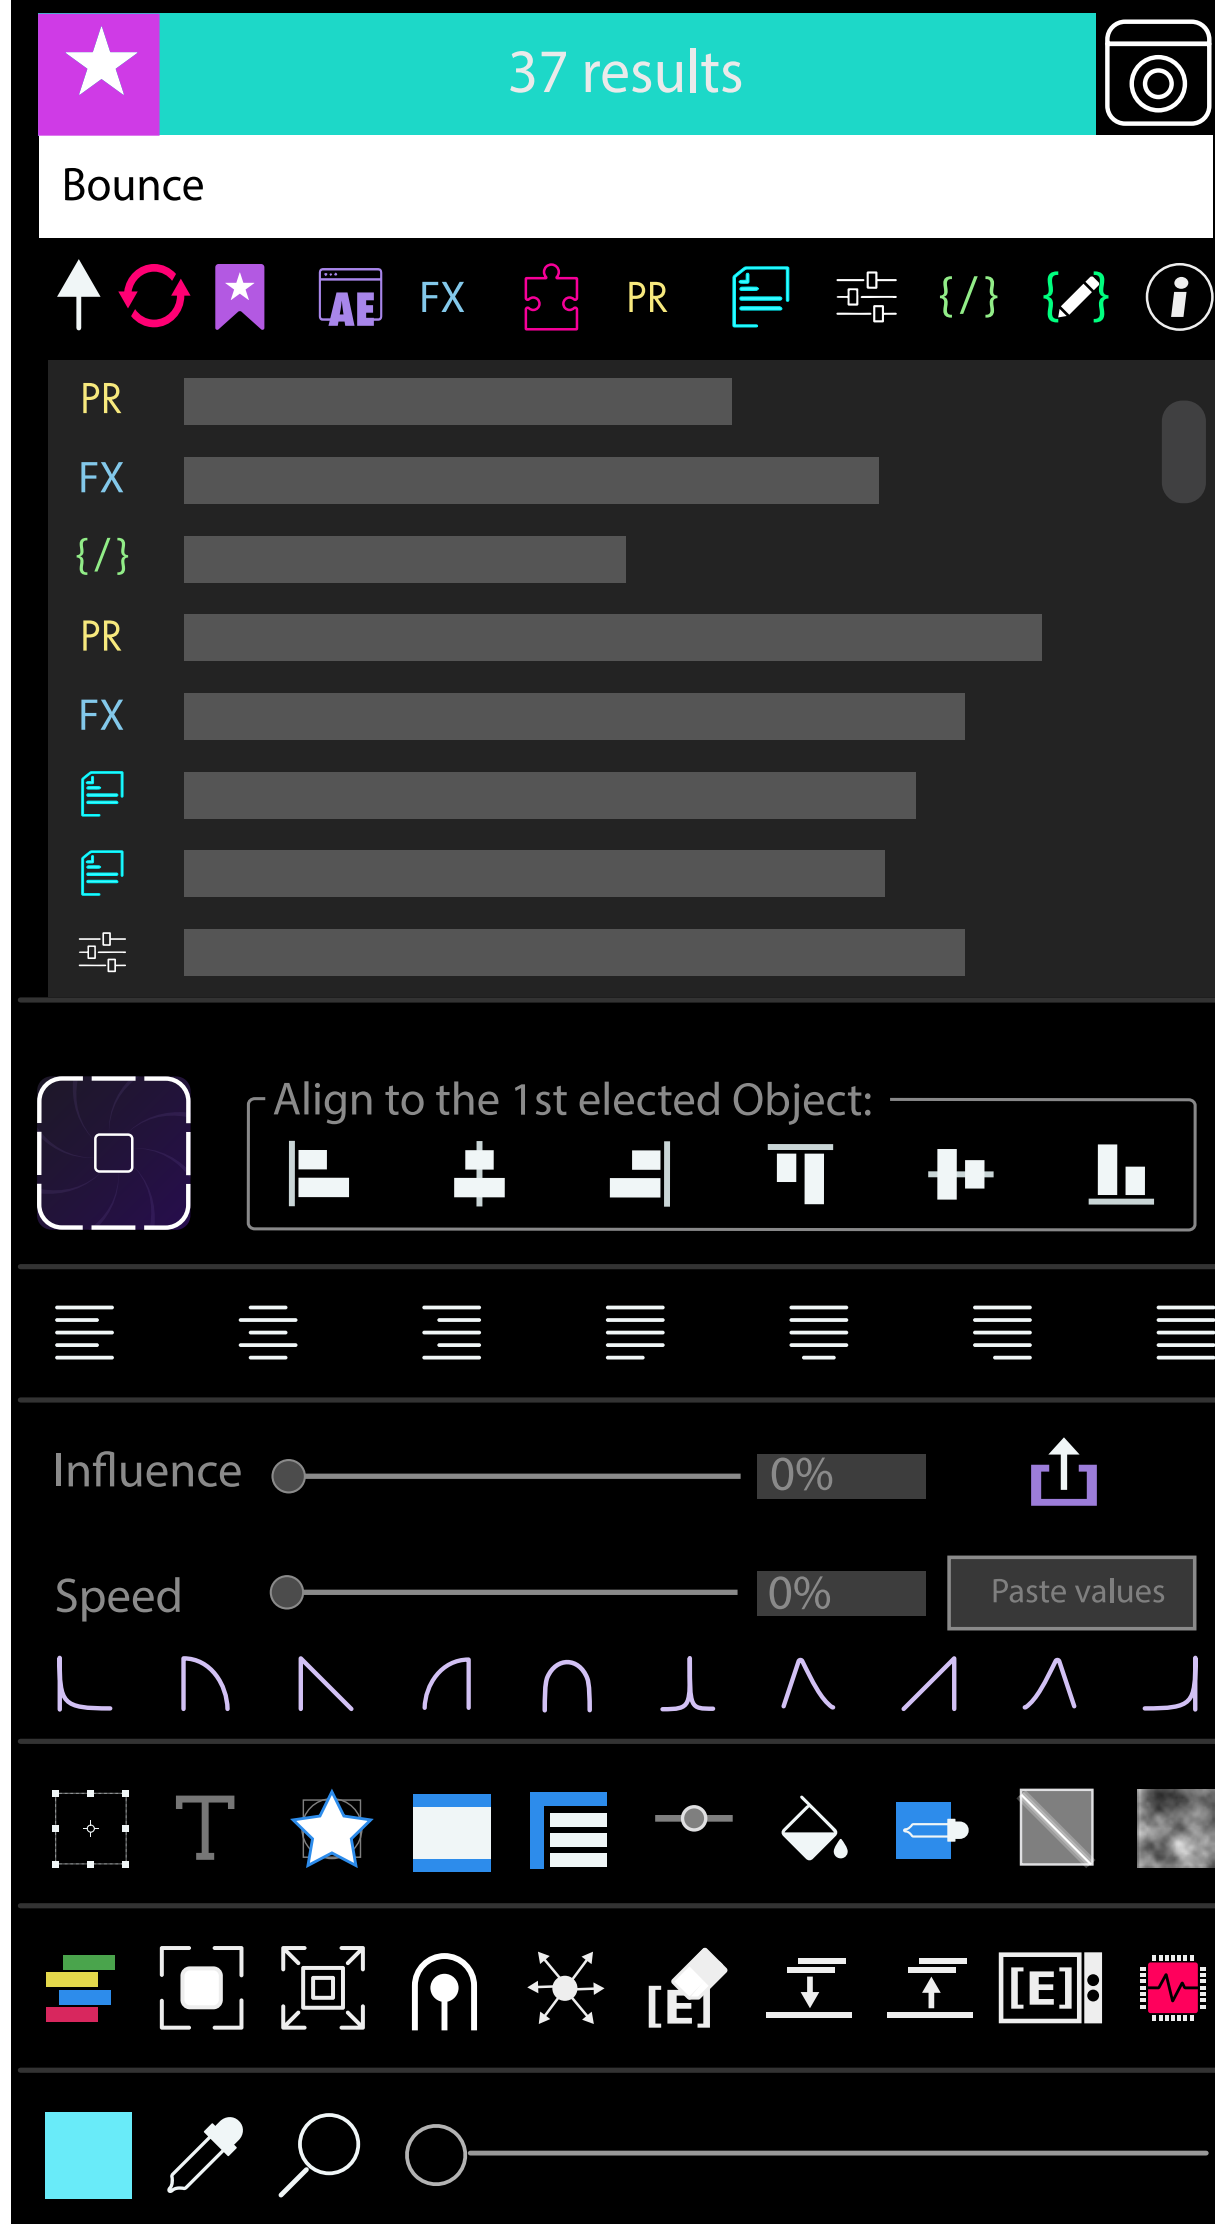 37 results
Bounce
AE FX PR {/} { } i
PR
FX
{/}
PR
FX
Align to the 1st elected Object:
Influence 0%
Speed 0% Paste values
T
[E] [E]